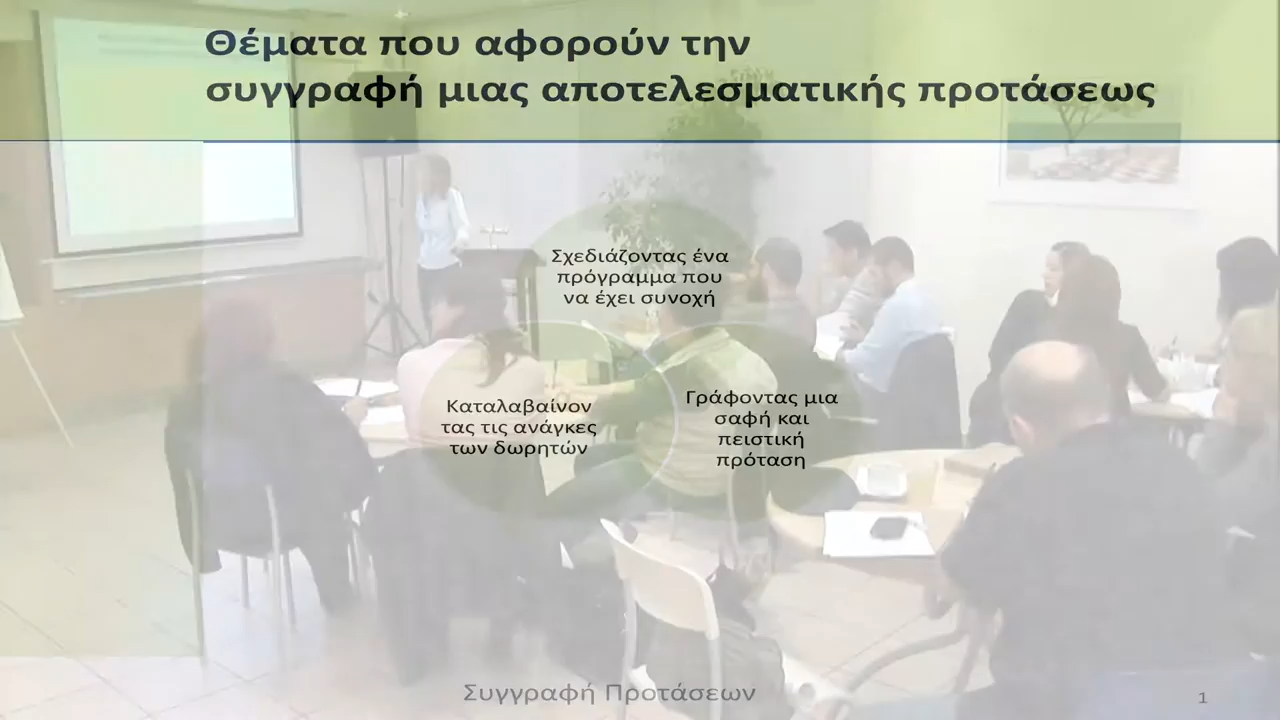 Θέματα που αφορούν την
συγγραφή μιας αποτελεσματικής προτάσεως
Σχεδιάζοντας ένα
πρόγραμμα που
να έχει συνοχή
Καταλαβαίνον
τας τις ανάγκες
των δωρητών
Γράφοντας μια
σαφή και
πειστική
πρόταση
Συγγραφή Προτάσεων
1